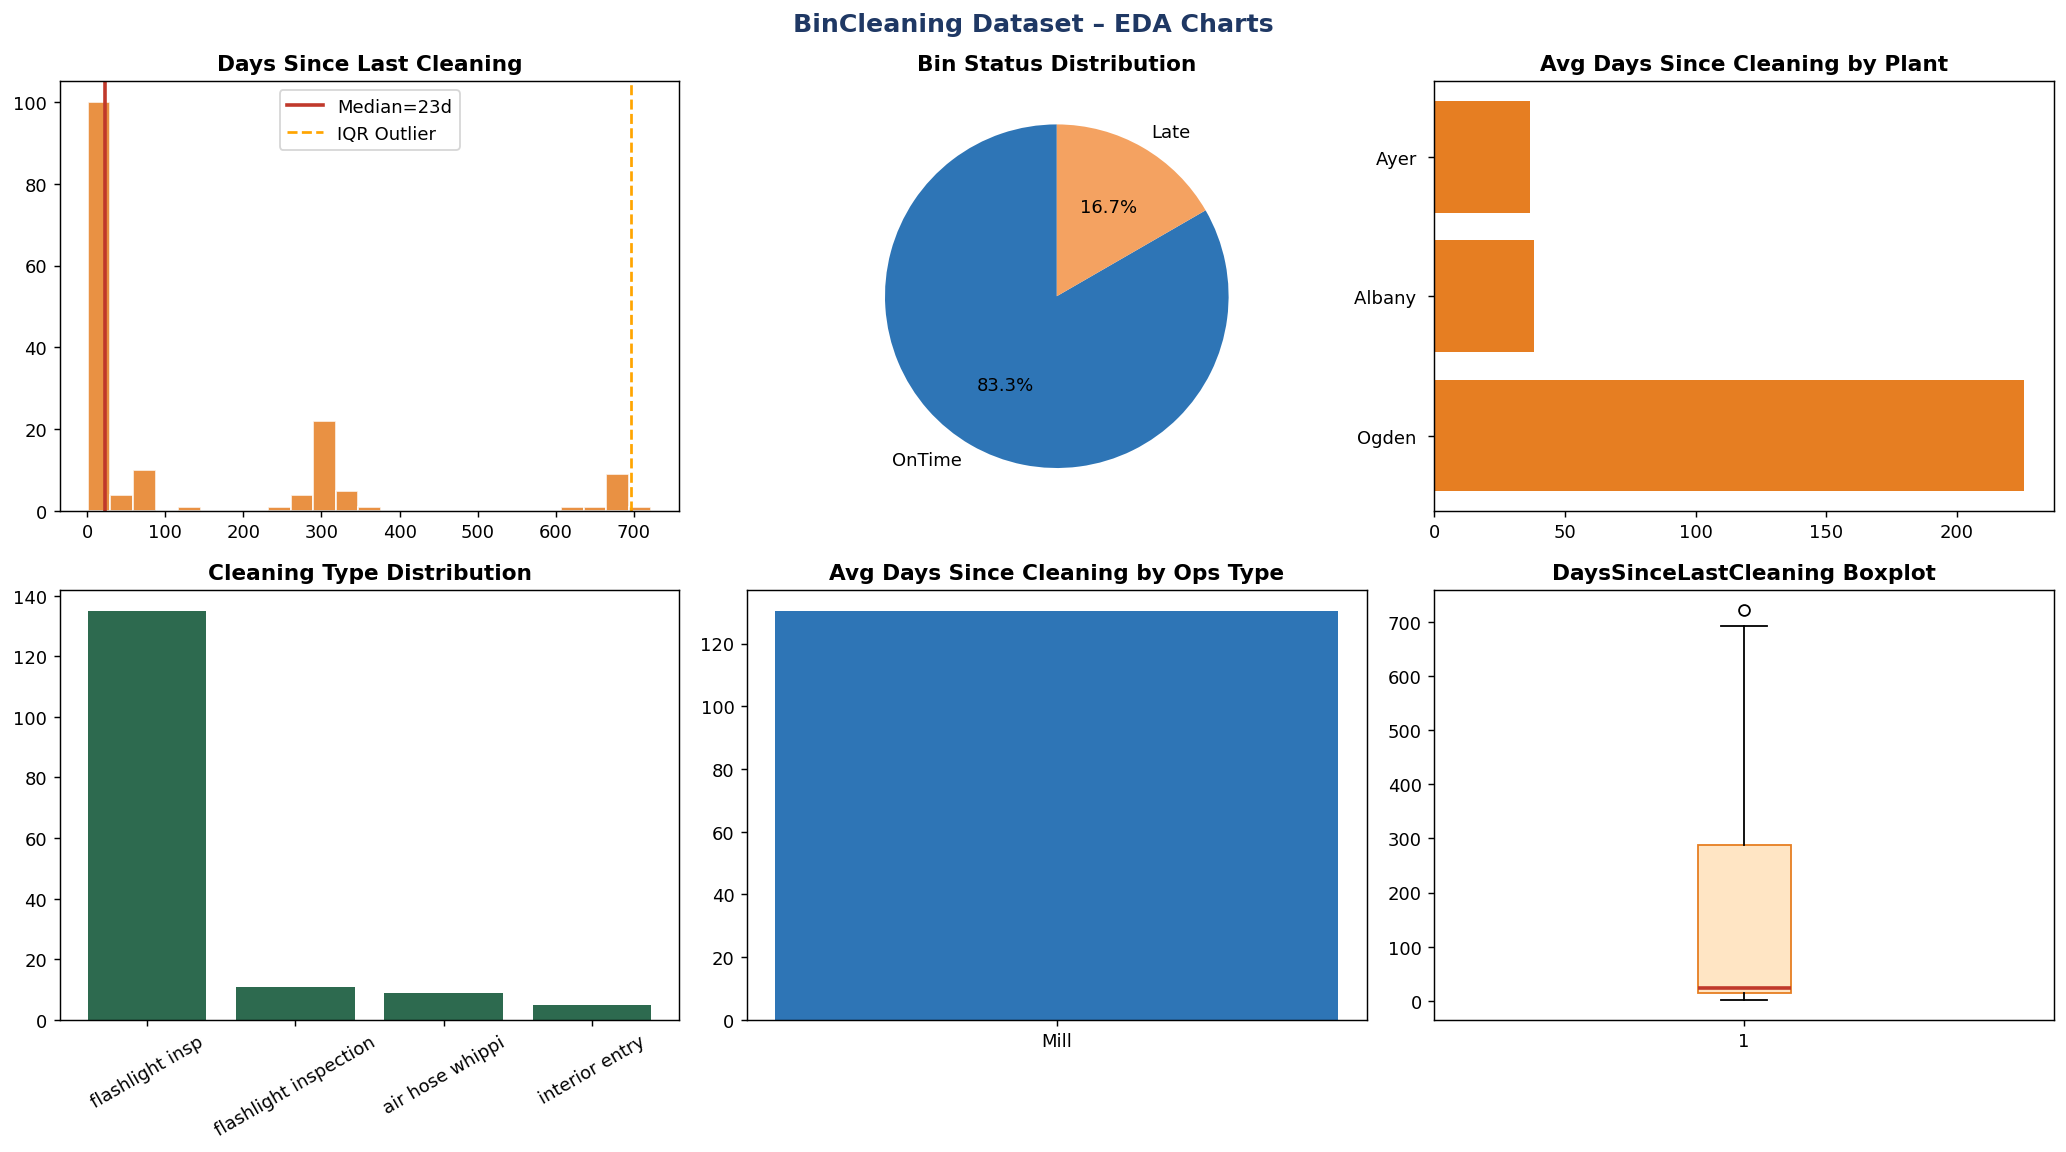 BinCleaning Dataset – EDA Charts
Days Since Last Cleaning
100
80
60
40
20
0
Median=23d
IQR Outlier
0 100 200 300 400 500 600 700
Bin Status Distribution
Late
16.7%
83.3%
OnTime
Avg Days Since Cleaning by Plant
Ayer
Albany
Ogden
0 50 100 150 200
Cleaning Type Distribution
140
120
100
80
60
40
20
0
flashlight insp
flashlight inspection
air hose whippi
interior entry
Avg Days Since Cleaning by Ops Type
120
100
80
60
40
20
0
Mill
DaysSinceLastCleaning Boxplot
700
600
500
400
300
200
100
0
1